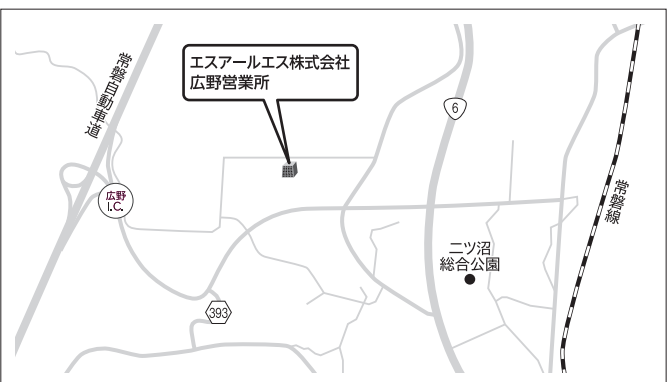 エスアールエス株式会社
広野営業所
常磐自動車道
6
広野
I.C.
常磐線
二ツ沼
総合公園
393